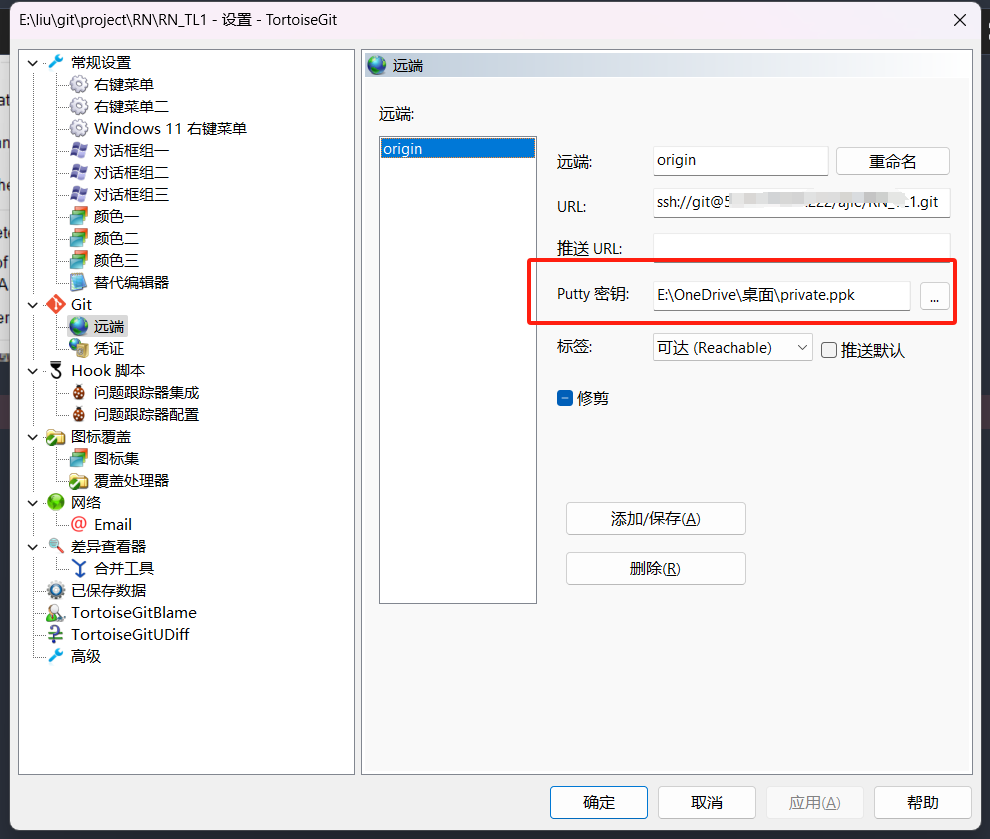 E:\liu\git\project\RN\RN_TL1 - 设置 - TortoiseGit
常规设置
右键菜单
右键菜单二
Windows 11 右键菜单
对话框组一
对话框组二
对话框组三
颜色一
颜色二
颜色三
替代编辑器
Git
远端
凭证
Hook 脚本
问题跟踪器集成
问题跟踪器配置
图标覆盖
图标集
覆盖处理器
网络
Email
差异查看器
合并工具
已保存数据
TortoiseGitBlame
TortoiseGitUDiff
高级
远端
远端:
origin
远端: origin 重命名
URL: ssh://git@5
推送 URL:
Putty 密钥: E:\OneDrive\桌面\private.ppk ...
标签: 可达 (Reachable) 推送默认
修剪
添加/保存(A)
删除(R)
确定 取消 应用(A) 帮助